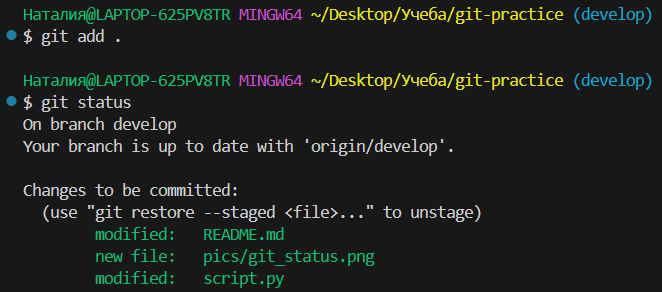 Наталия@LAPTOP-625PV8TR MINGW64 ~/Desktop/Учеба/git-practice (develop)
$ git add .
Наталия@LAPTOP-625PV8TR MINGW64 ~/Desktop/Учеба/git-practice (develop)
$ git status
On branch develop
Your branch is up to date with 'origin/develop'.
Changes to be committed:
  (use "git restore --staged <file>..." to unstage)
        modified:   README.md
        new file:   pics/git_status.png
        modified:   script.py